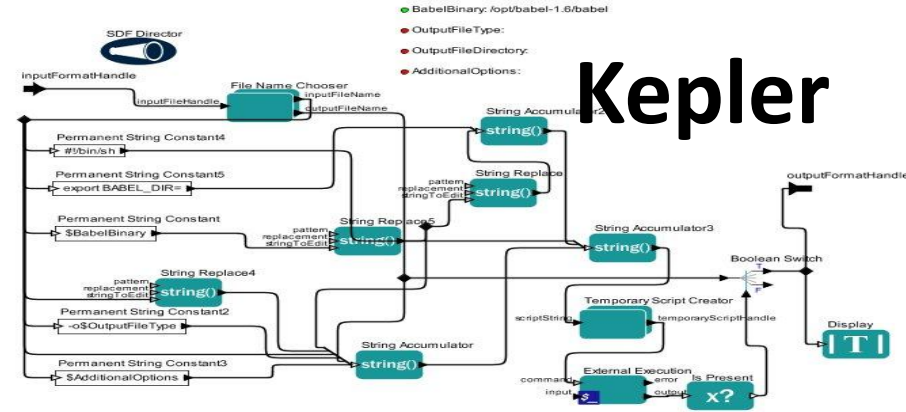 BabelBinary: /opt/babel-1.6/babel
OutputFileType:
OutputFileDirectory:
AdditionalOptions:
Kepler
SDF Director
inputFormatHandle
File Name Chooser
inputFileHandle
inputFileName
outputFileName
String Accumulator2
string()
Permanent String Constant4
#!/bin/sh
Permanent String Constant5
export BABEL_DIR=
pattern
replacement
stringToEdit
String Replace
string()
outputFormatHandle
Permanent String Constant
$BabelBinary
pattern
replacement
stringToEdit
String Replace5
string()
String Accumulator3
string()
Boolean Switch
T
F
String Replace4
pattern
replacement
stringToEdit
string()
Permanent String Constant2
-o$OutputFileType
Temporary Script Creator
scriptString
temporaryScriptHandle
Display
T
String Accumulator
string()
Permanent String Constant3
$AdditionalOptions
External Execution
command
input
error
output
$_
Is Present
x?